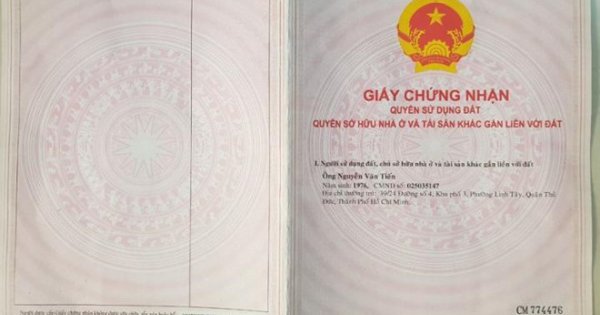 GIẤY CHỨNG NHẬN
QUYỀN SỬ DỤNG ĐẤT
QUYỀN SỞ HỮU NHÀ Ở VÀ TÀI SẢN KHÁC GẮN LIỀN VỚI ĐẤT
I. Người sử dụng đất, chủ sở hữu nhà ở và tài sản khác gắn liền với đất
Ông Nguyễn Văn Tiến
Năm sinh: 1976, CMND số: 025035147
Địa chỉ thường trú: 39/24 Đường số 4, Khu phố 3, Phường Linh Tây, Quận Thủ
Đức, Thành Phố Hồ Chí Minh.
CM 774476